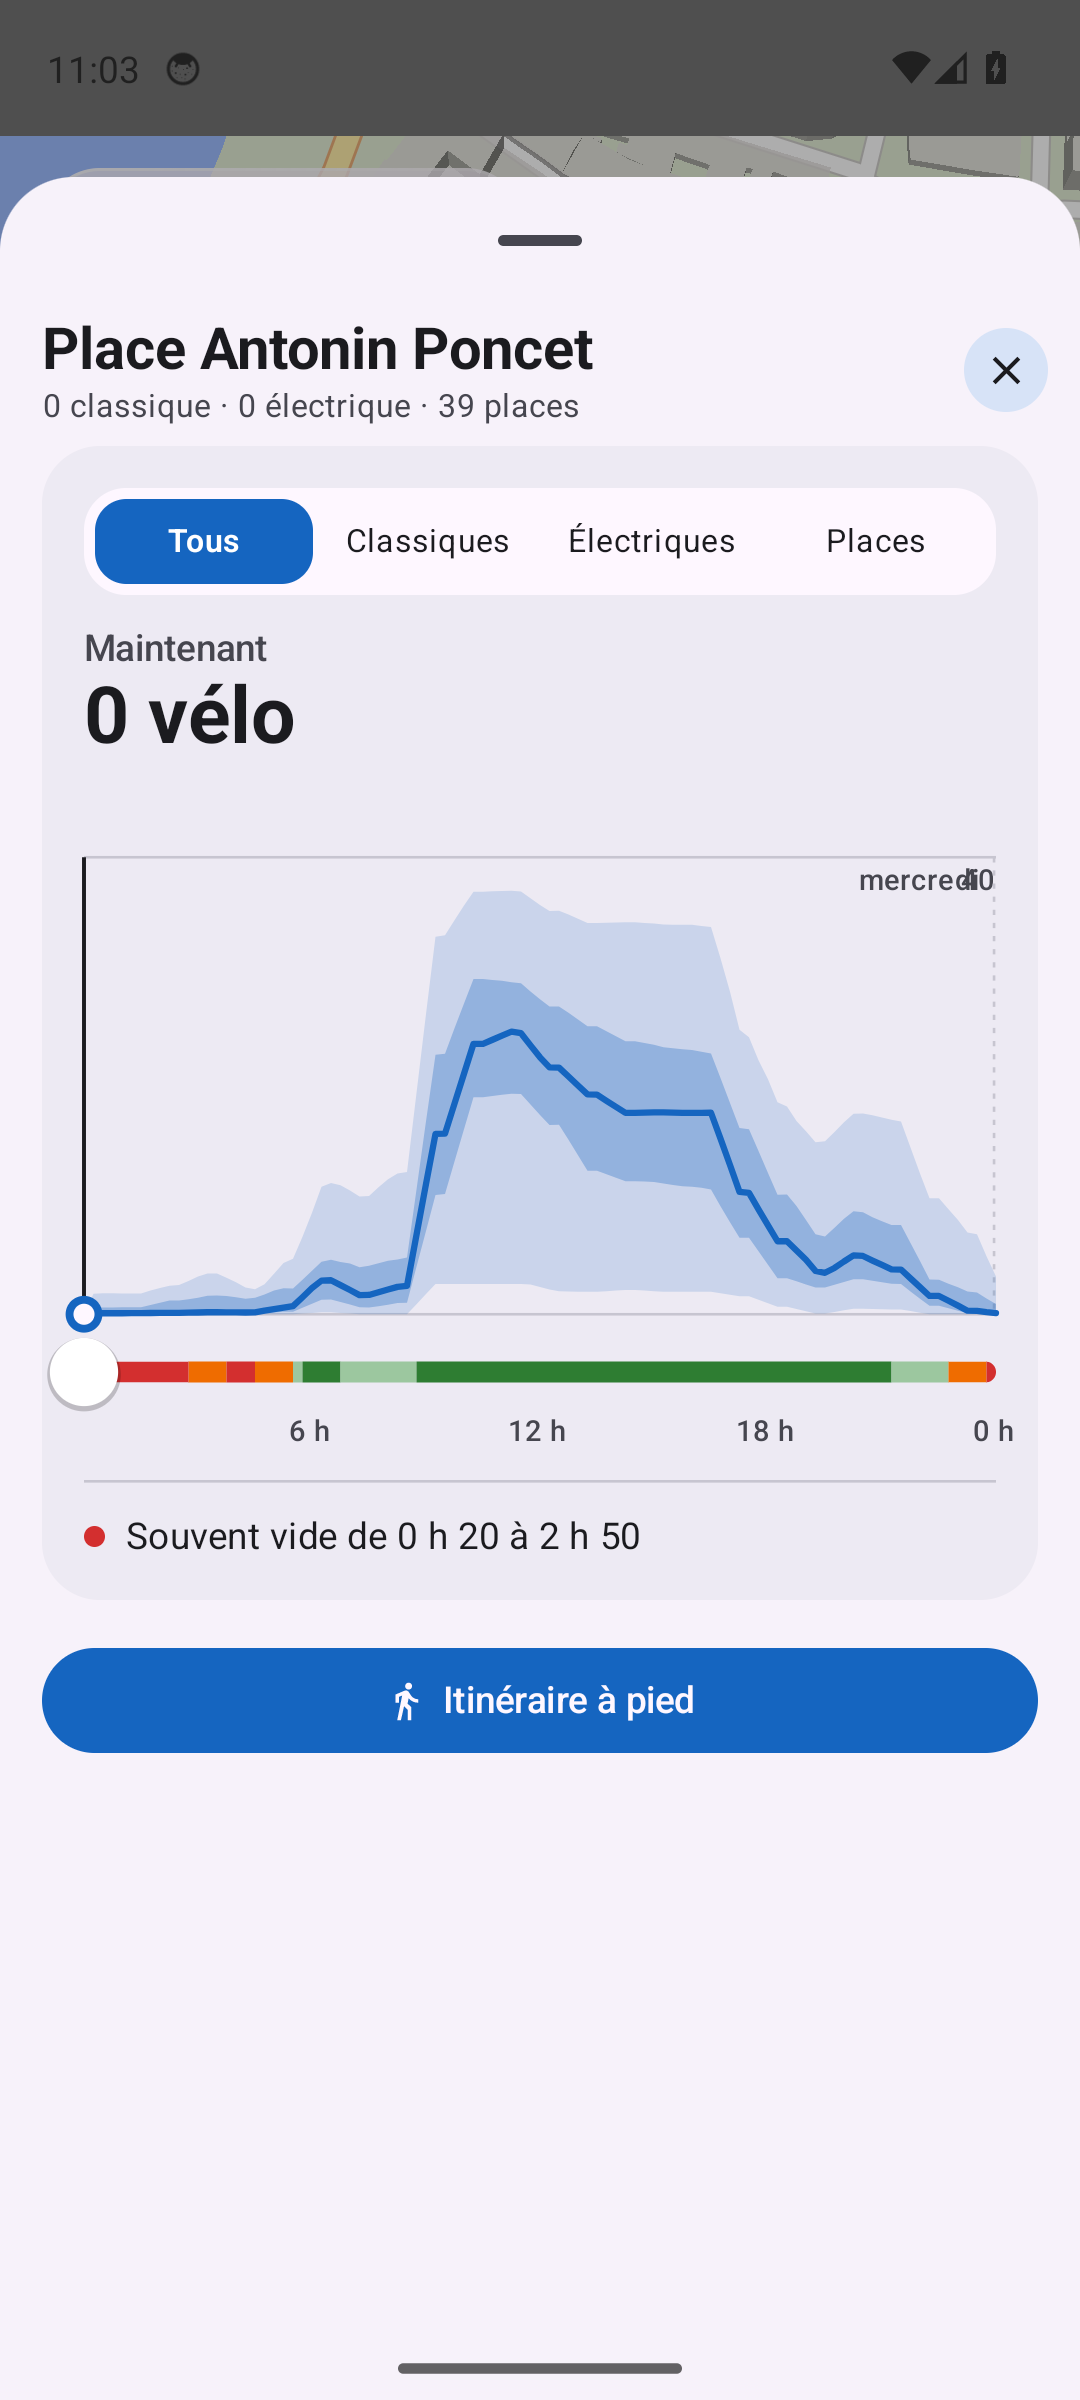 11:03
Place Antonin Poncet
0 classique · 0 électrique · 39 places
Tous Classiques Électriques Places
Maintenant
0 vélo
mercredi 40
6 h 12 h 18 h 0 h
Souvent vide de 0 h 20 à 2 h 50
Itinéraire à pied